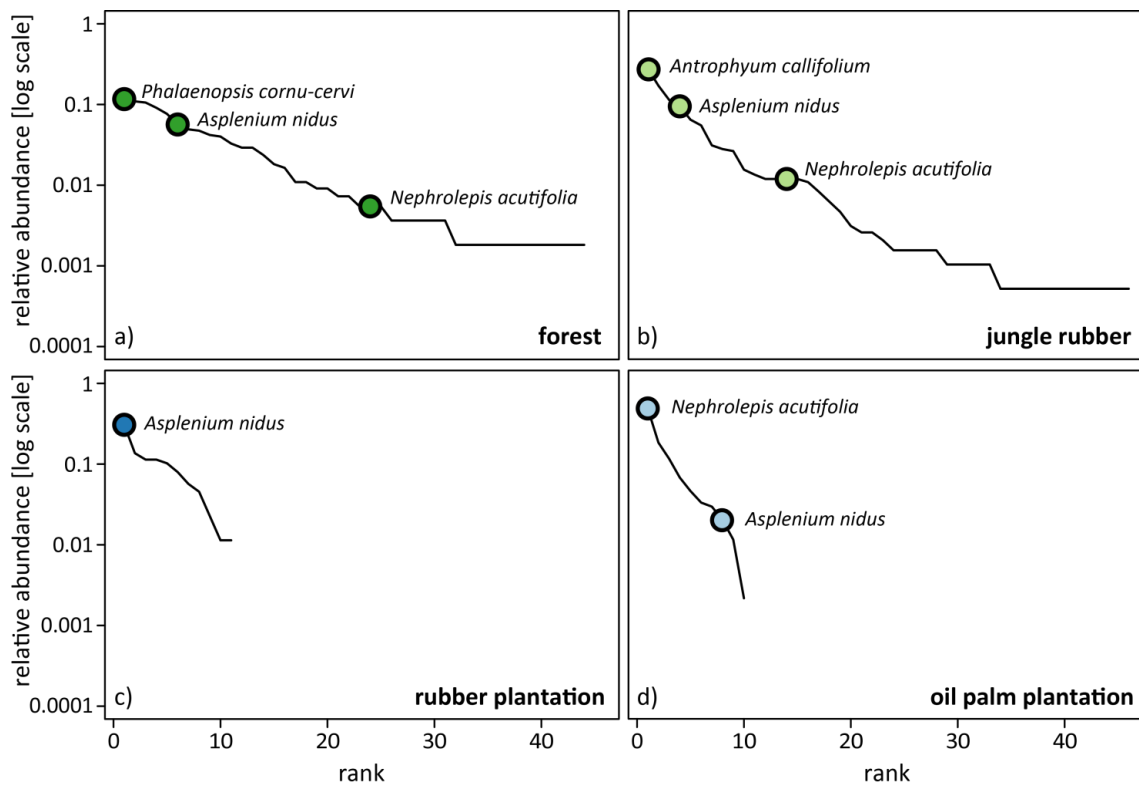 relative abundance [log scale]
1
0.1
0.01
0.001
0.0001
Phalaenopsis cornu-cervi
Asplenium nidus
Nephrolepis acutifolia
a)
forest
Antrophyum callifolium
Asplenium nidus
Nephrolepis acutifolia
b)
jungle rubber
relative abundance [log scale]
1
0.1
0.01
0.001
0.0001
Asplenium nidus
c)
rubber plantation
0 10 20 30 40
rank
Nephrolepis acutifolia
Asplenium nidus
d)
oil palm plantation
0 10 20 30 40
rank